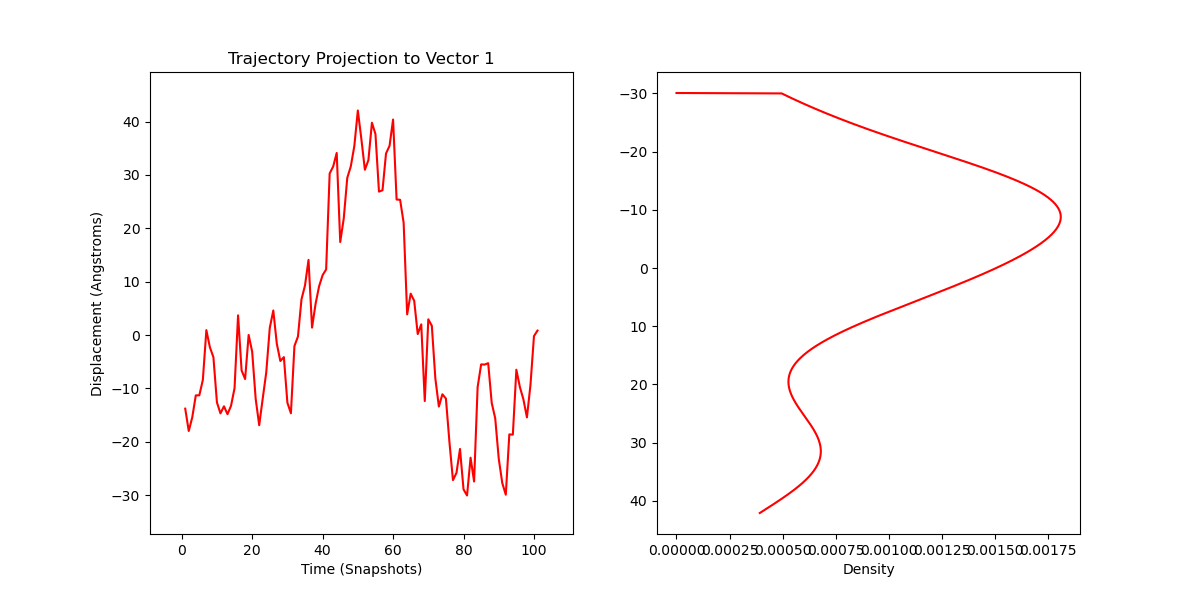 Trajectory Projection to Vector 1
Displacement (Angstroms)
40
30
20
10
0
−10
−20
−30
0 20 40 60 80 100
Time (Snapshots)
−30
−20
−10
0
10
20
30
40
0.00000 0.00025 0.00050 0.00075 0.00100 0.00125 0.00150 0.00175
Density